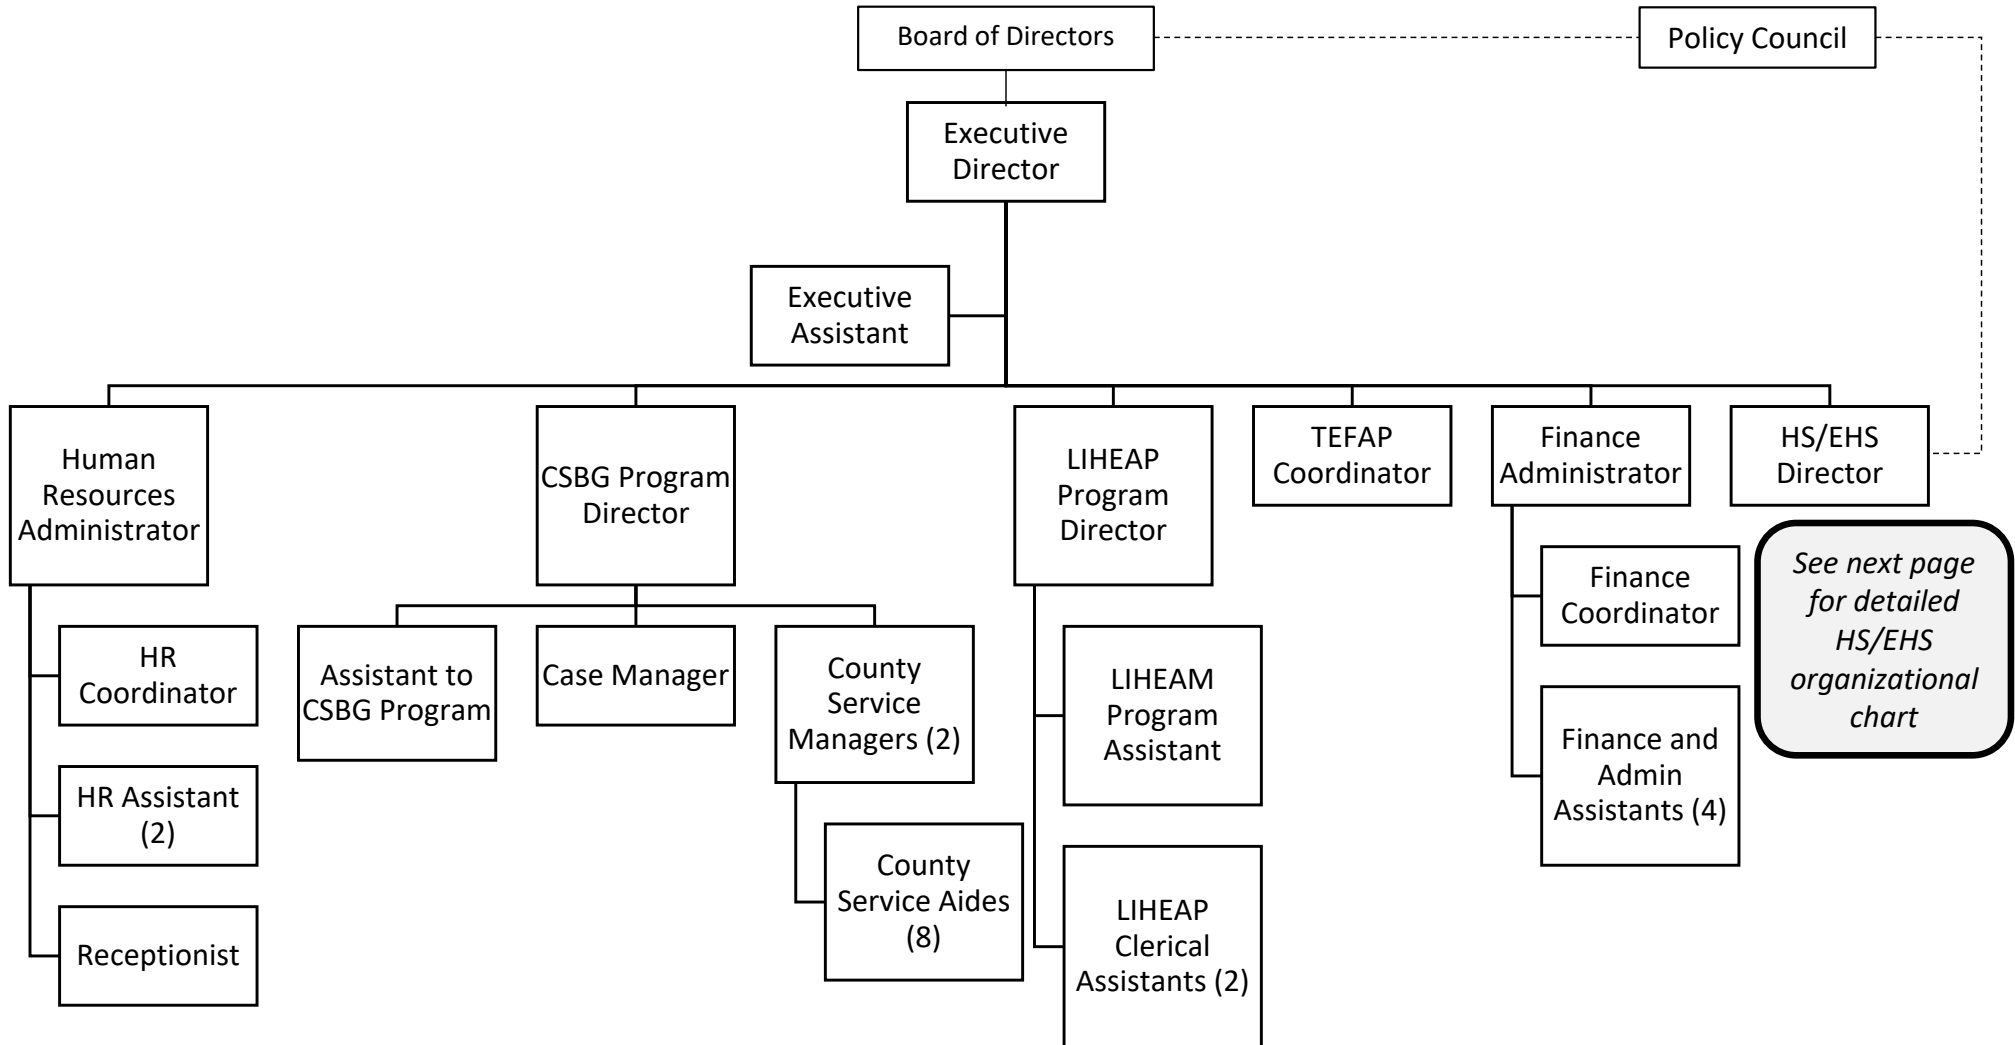 Board of Directors
Policy Council
Executive
Director
Executive
Assistant
Human
Resources
Administrator
CSBG Program
Director
LIHEAP
Program
Director
TEFAP
Coordinator
Finance
Administrator
HS/EHS
Director
HR
Coordinator
HR Assistant
(2)
Receptionist
Assistant to
CSBG Program
Case Manager
County
Service
Managers (2)
County
Service Aides
(8)
LIHEAM
Program
Assistant
LIHEAP
Clerical
Assistants (2)
Finance
Coordinator
Finance and
Admin
Assistants (4)
See next page
for detailed
HS/EHS
organizational
chart